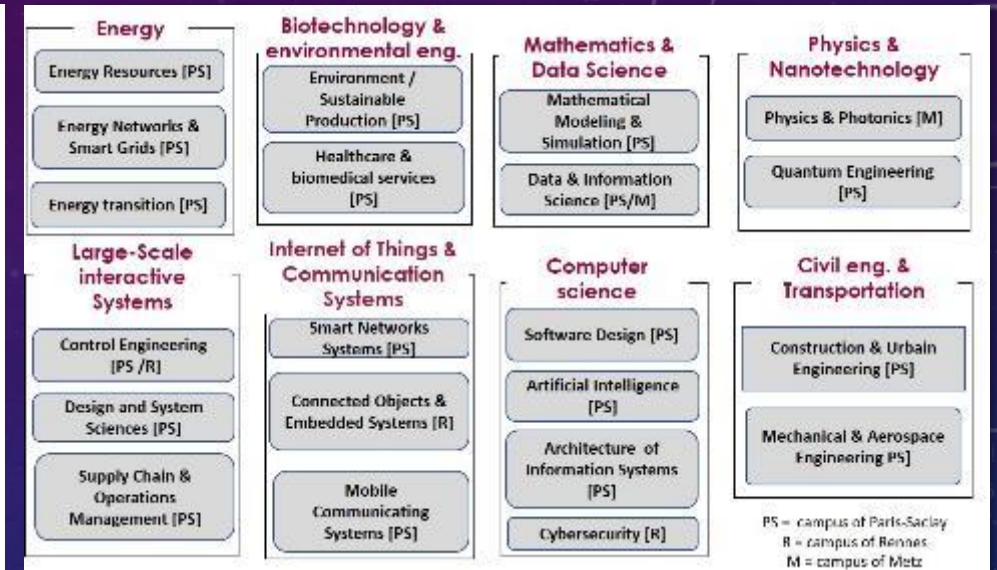 Energy
Energy Resources [PS]
Energy Networks &
Smart Grids [PS]
Energy transition [PS]
Biotechnology &
environmental eng.
Environment /
Sustainable
Production [PS]
Healthcare &
biomedical services
[PS]
Mathematics &
Data Science
Mathematical
Modeling &
Simulation [PS]
Data & Information
Science [PS/M]
Physics &
Nanotechnology
Physics & Photonics [M]
Quantum Engineering
[PS]
Large-Scale
interactive
Systems
Control Engineering
[PS /R]
Design and System
Sciences [PS]
Supply Chain &
Operations
Management [PS]
Internet of Things &
Communication
Systems
Smart Networks
Systems [PS]
Connected Objects &
Embedded Systems [R]
Mobile
Communicating
Systems [PS]
Computer
science
Software Design [PS]
Artificial Intelligence
[PS]
Architecture of
Information Systems
[PS]
Cybersecurity [R]
Civil eng. &
Transportation
Construction & Urbain
Engineering [PS]
Mechanical & Aerospace
Engineering PS]
PS = campus of Paris-Saclay
R = campus of Rennes
M = campus of Metz